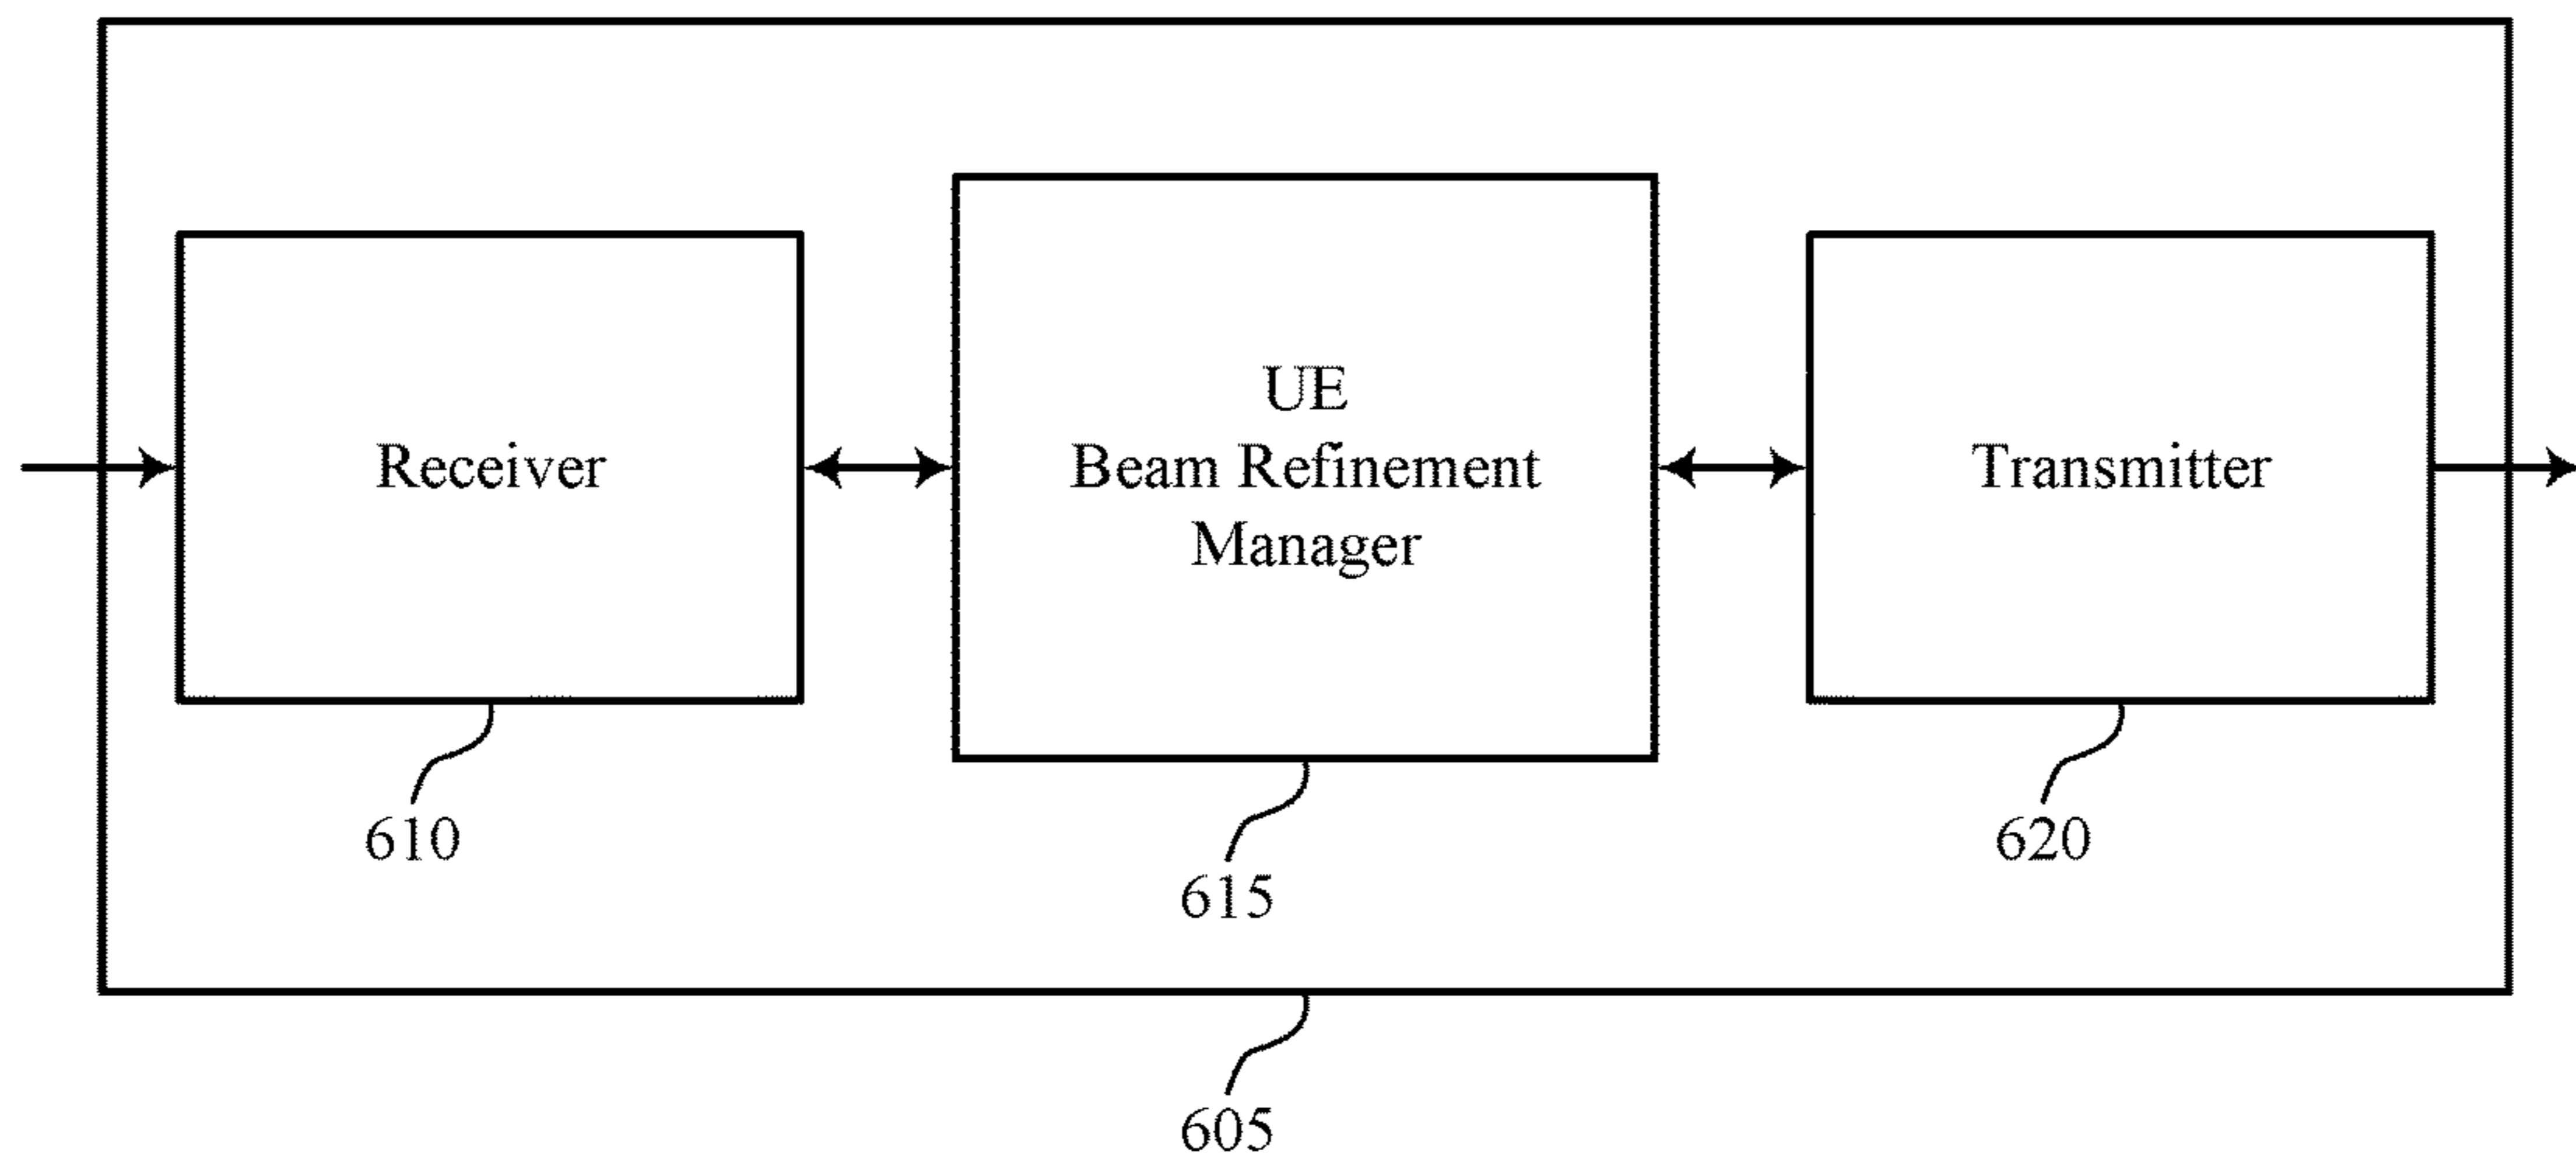 UE
Beam Refinement
Manager
Receiver
Transmitter
610
620
615
605